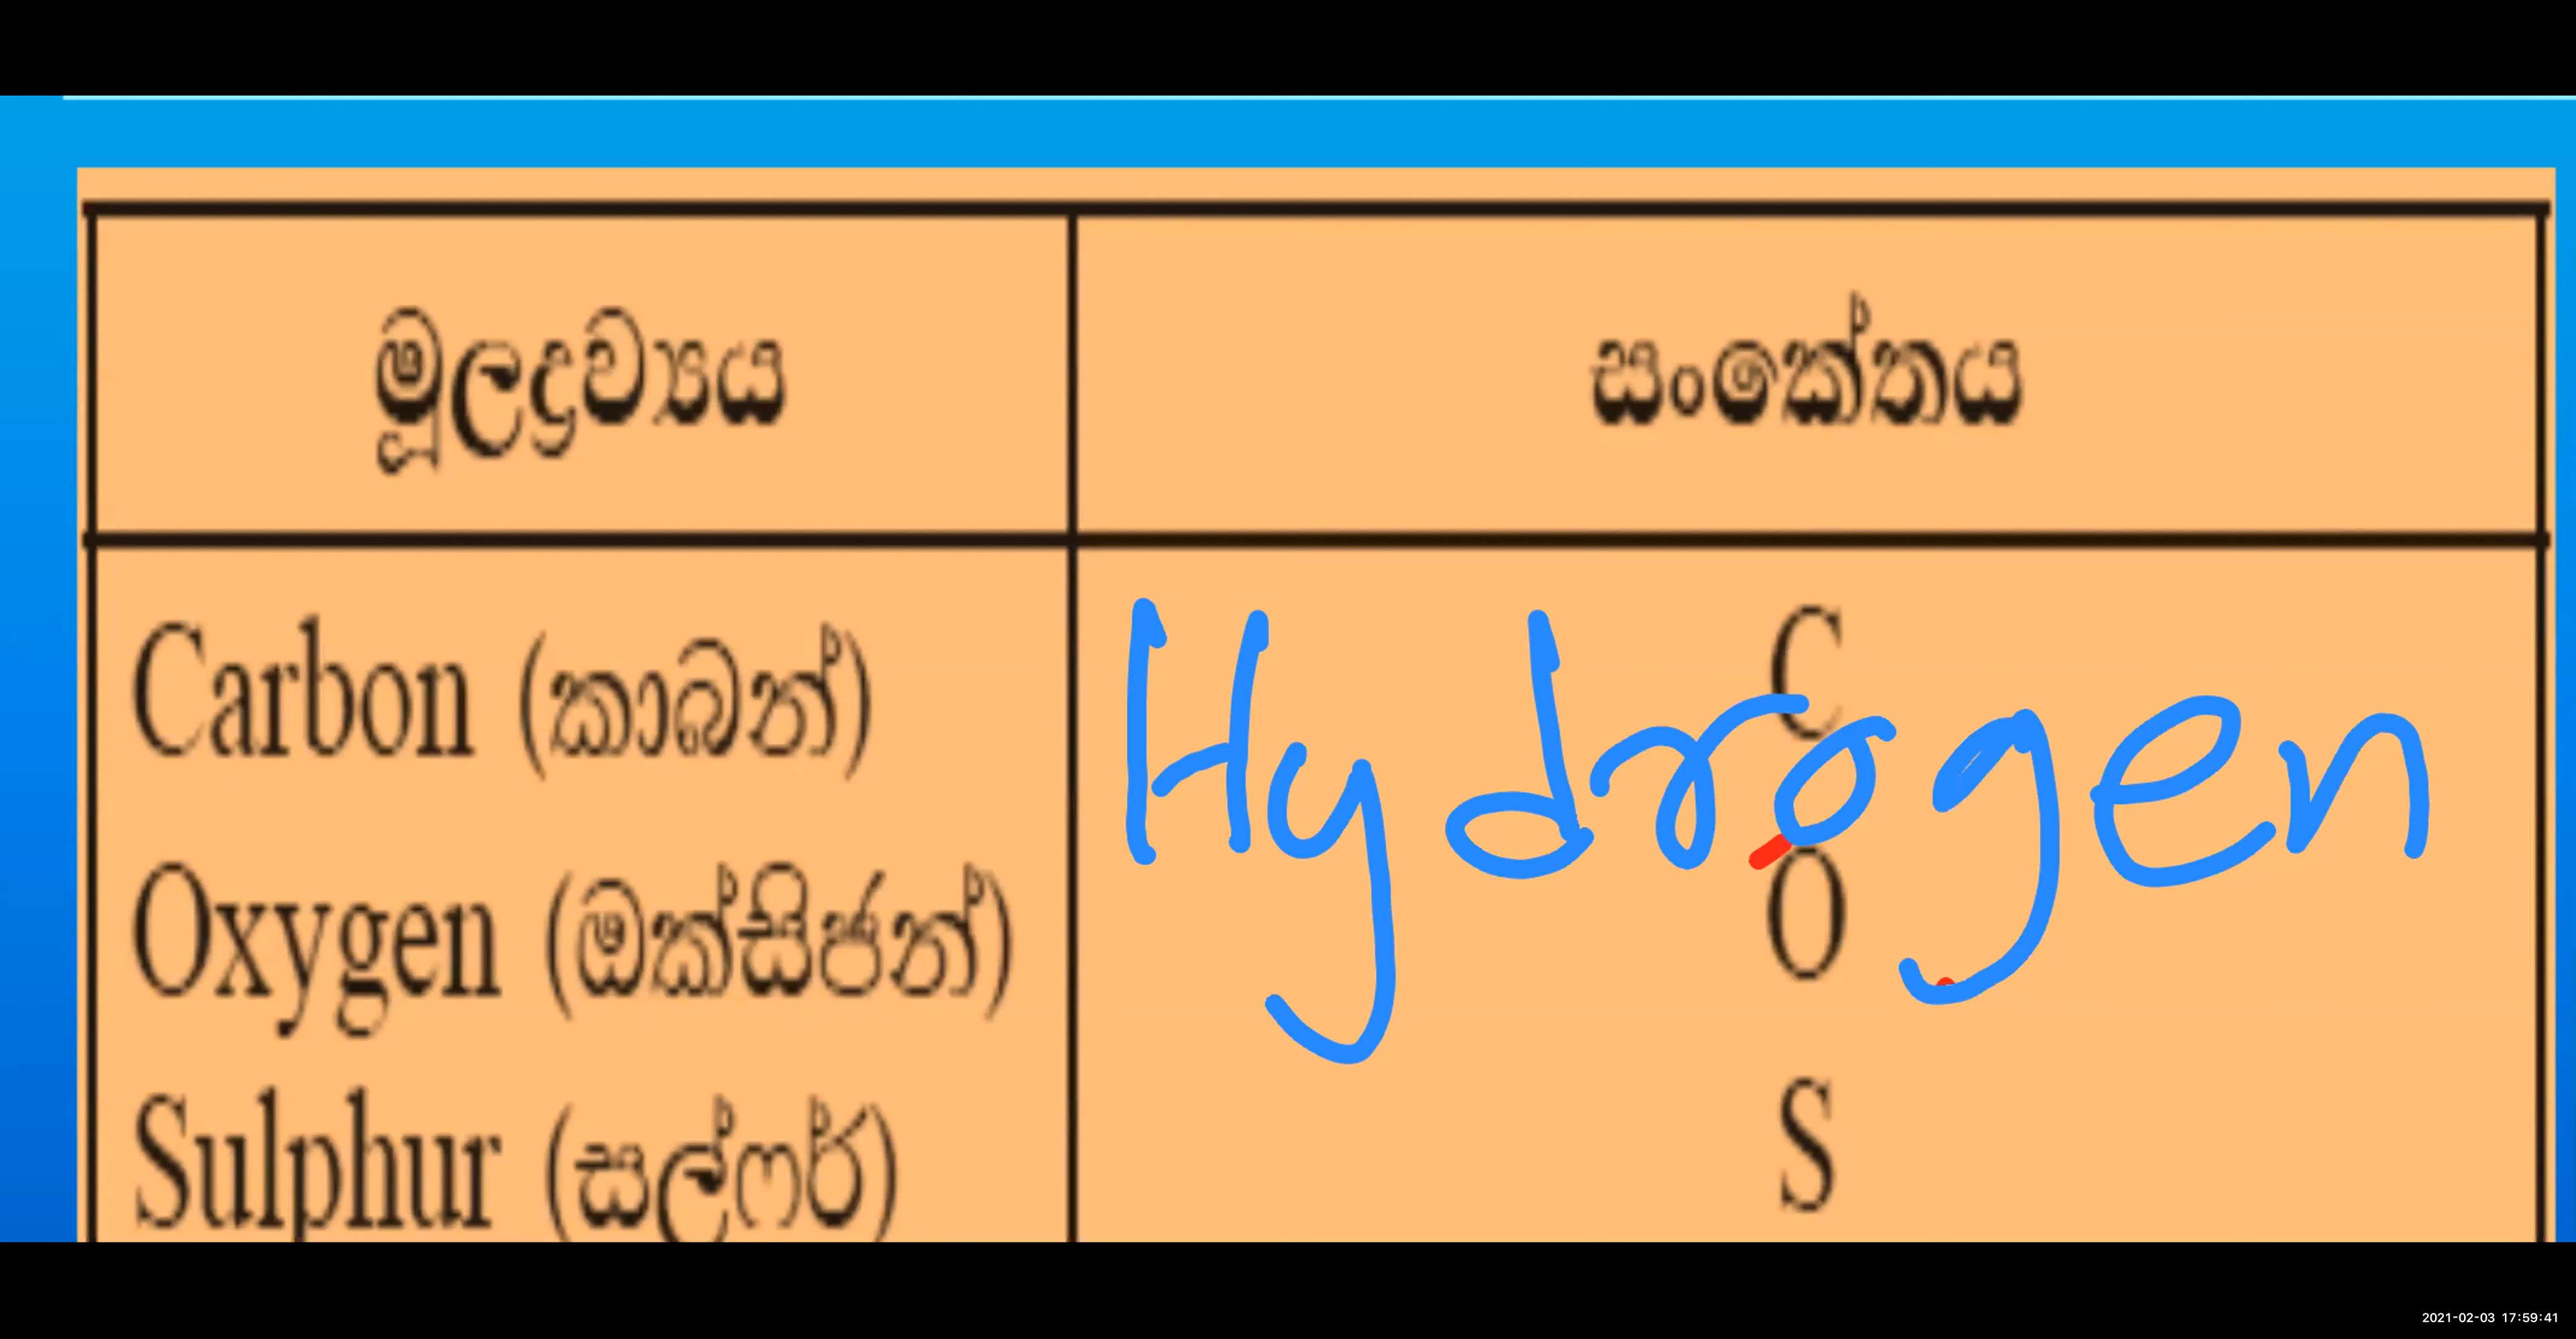 මූලද්‍රව්‍යය සංකේතය
Carbon (කාබන්) C
Hydrogen
Oxygen (ඔක්සිජන්) O
Sulphur (සල්ෆර්) S
2021-02-03 17:59:41